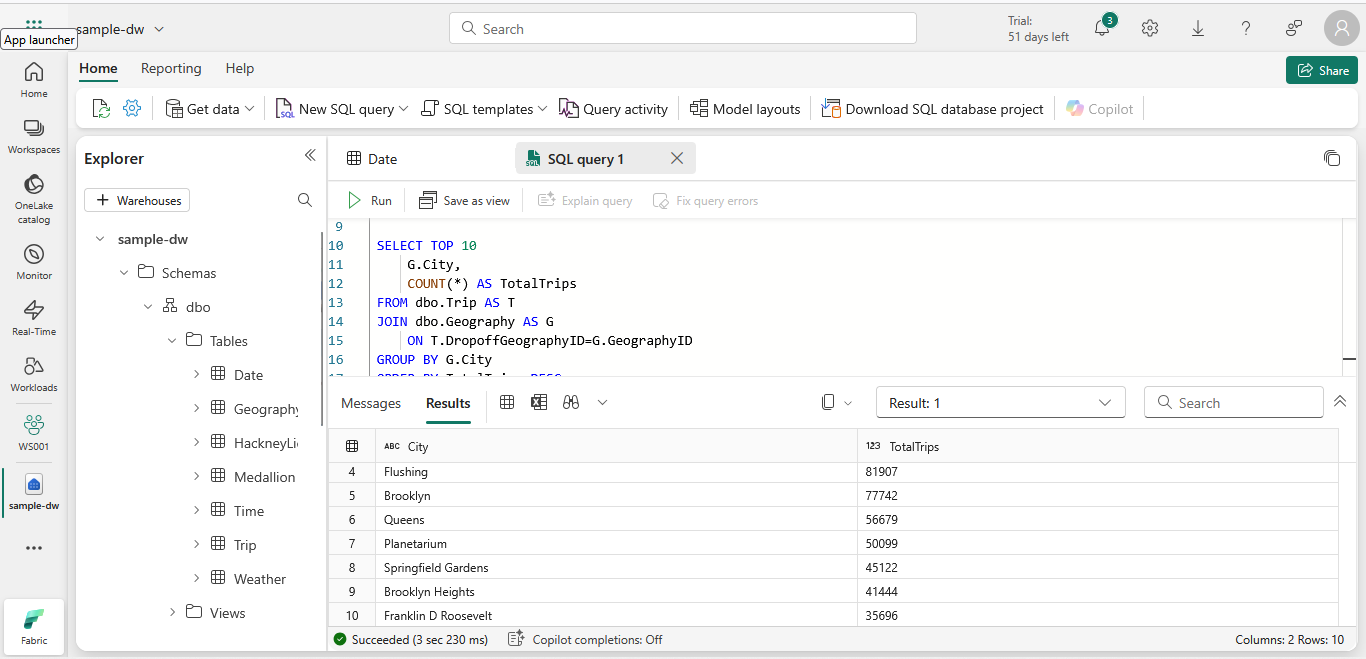 App launcher
sample-dw
Search
Trial:
51 days left
3
Home
Reporting
Help
Share
Get data
New SQL query
SQL templates
Query activity
Model layouts
Download SQL database project
Copilot
Home
Workspaces
OneLake
catalog
Monitor
Real-Time
Workloads
WS001
sample-dw
Fabric
Explorer
+ Warehouses
sample-dw
Schemas
dbo
Tables
Date
Geography
HackneyLi
Medallion
Time
Trip
Weather
Views
Date
SQL query 1
Run
Save as view
Explain query
Fix query errors
9
10 SELECT TOP 10
11 G.City,
12 COUNT(*) AS TotalTrips
13 FROM dbo.Trip AS T
14 JOIN dbo.Geography AS G
15 ON T.DropoffGeographyID=G.GeographyID
16 GROUP BY G.City
17 ORDER BY TotalTrips DESC
Messages
Results
Result: 1
Search
ABC City 123 TotalTrips
4 Flushing 81907
5 Brooklyn 77742
6 Queens 56679
7 Planetarium 50099
8 Springfield Gardens 45122
9 Brooklyn Heights 41444
10 Franklin D Roosevelt 35696
Succeeded (3 sec 230 ms)
Copilot completions: Off
Columns: 2 Rows: 10